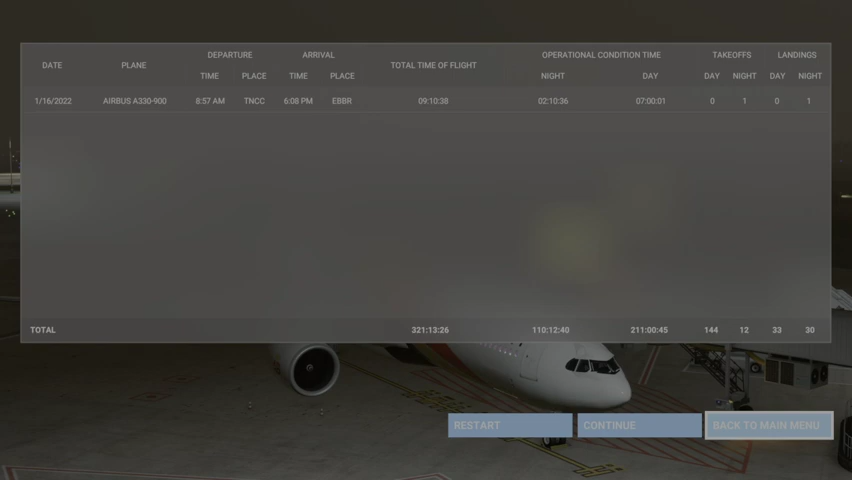 DATE PLANE DEPARTURE ARRIVAL TOTAL TIME OF FLIGHT OPERATIONAL CONDITION TIME TAKEOFFS LANDINGS
TIME PLACE TIME PLACE NIGHT DAY DAY NIGHT DAY NIGHT
1/16/2022 AIRBUS A330-900 8:57 AM TNCC 6:08 PM EBBR 09:10:38 02:10:36 07:00:01 0 1 0 1
TOTAL 321:13:26 110:12:40 211:00:45 144 12 33 30
RESTART CONTINUE BACK TO MAIN MENU